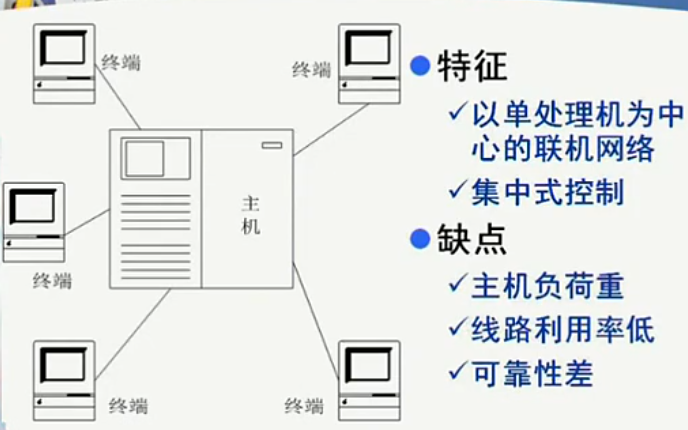 终端
终端
终端
主机
终端
终端
特征
以单处理机为中
心的联机网络
集中式控制
缺点
主机负荷重
线路利用率低
可靠性差